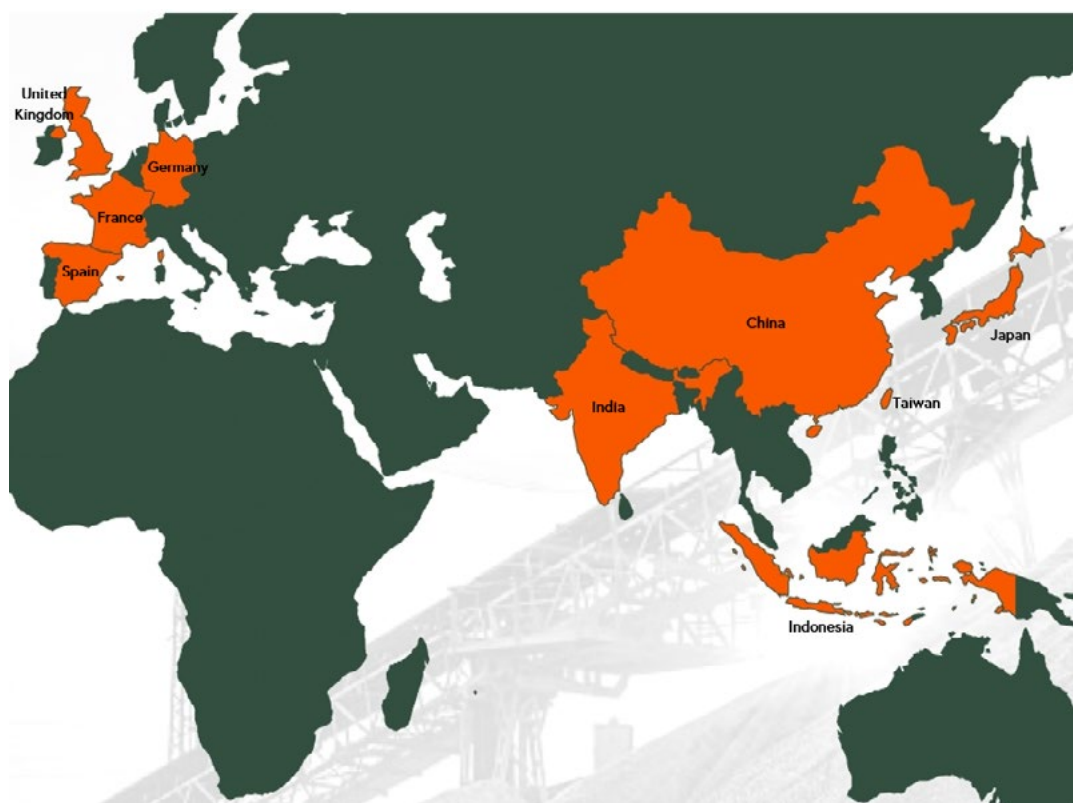 United
Kingdom
Germany
France
Spain
China
Japan
Taiwan
India
Indonesia